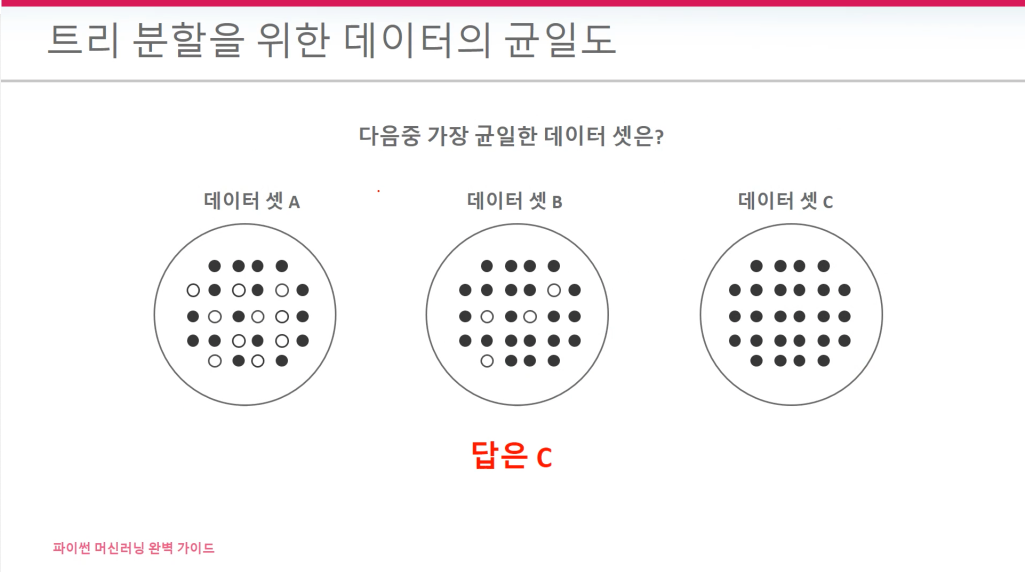 트리 분할을 위한 데이터의 균일도
다음중 가장 균일한 데이터 셋은?
데이터 셋 A
데이터 셋 B
데이터 셋 C
답은 C
파이썬 머신러닝 완벽 가이드